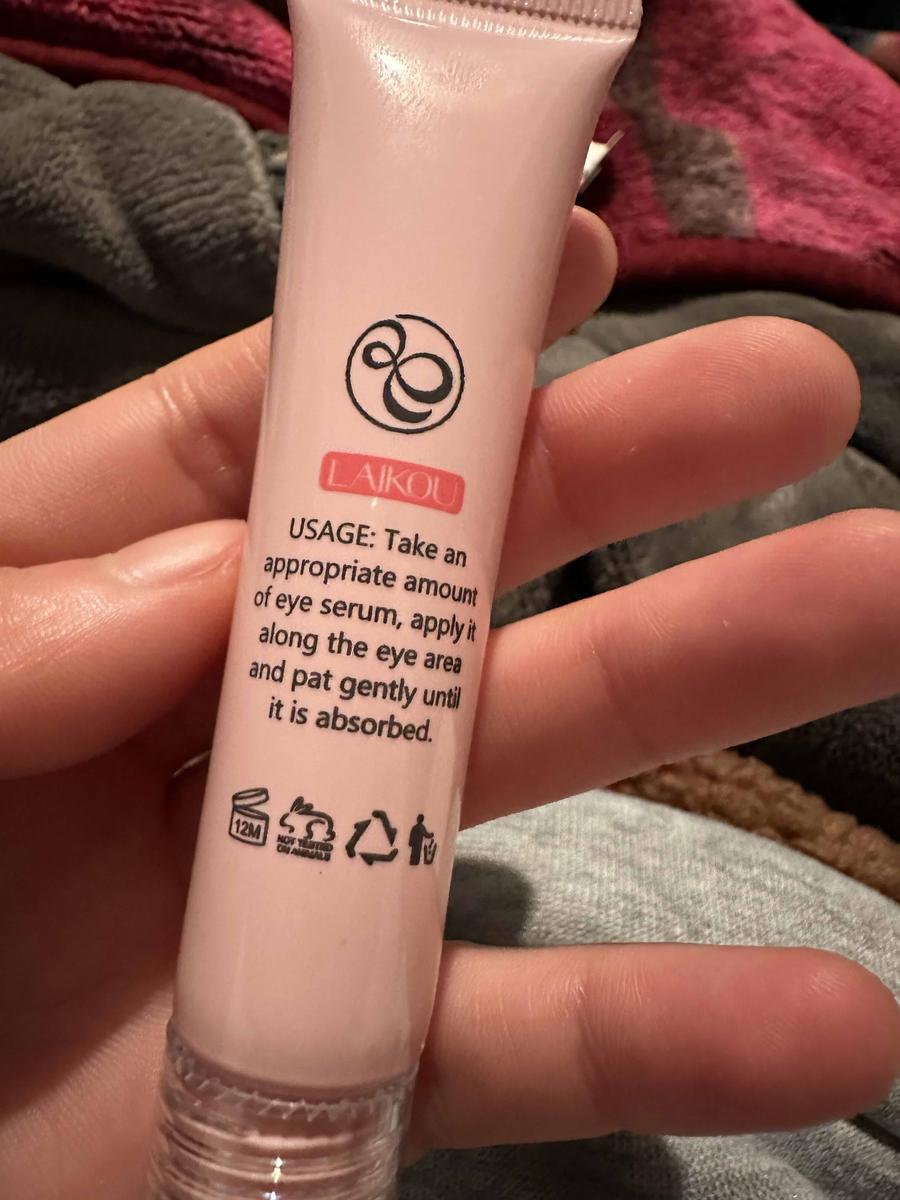 LAIKOU
USAGE: Take an
appropriate amount
of eye serum, apply it
along the eye area
and pat gently until
it is absorbed.
12M
NOT TESTED
ON ANIMALS